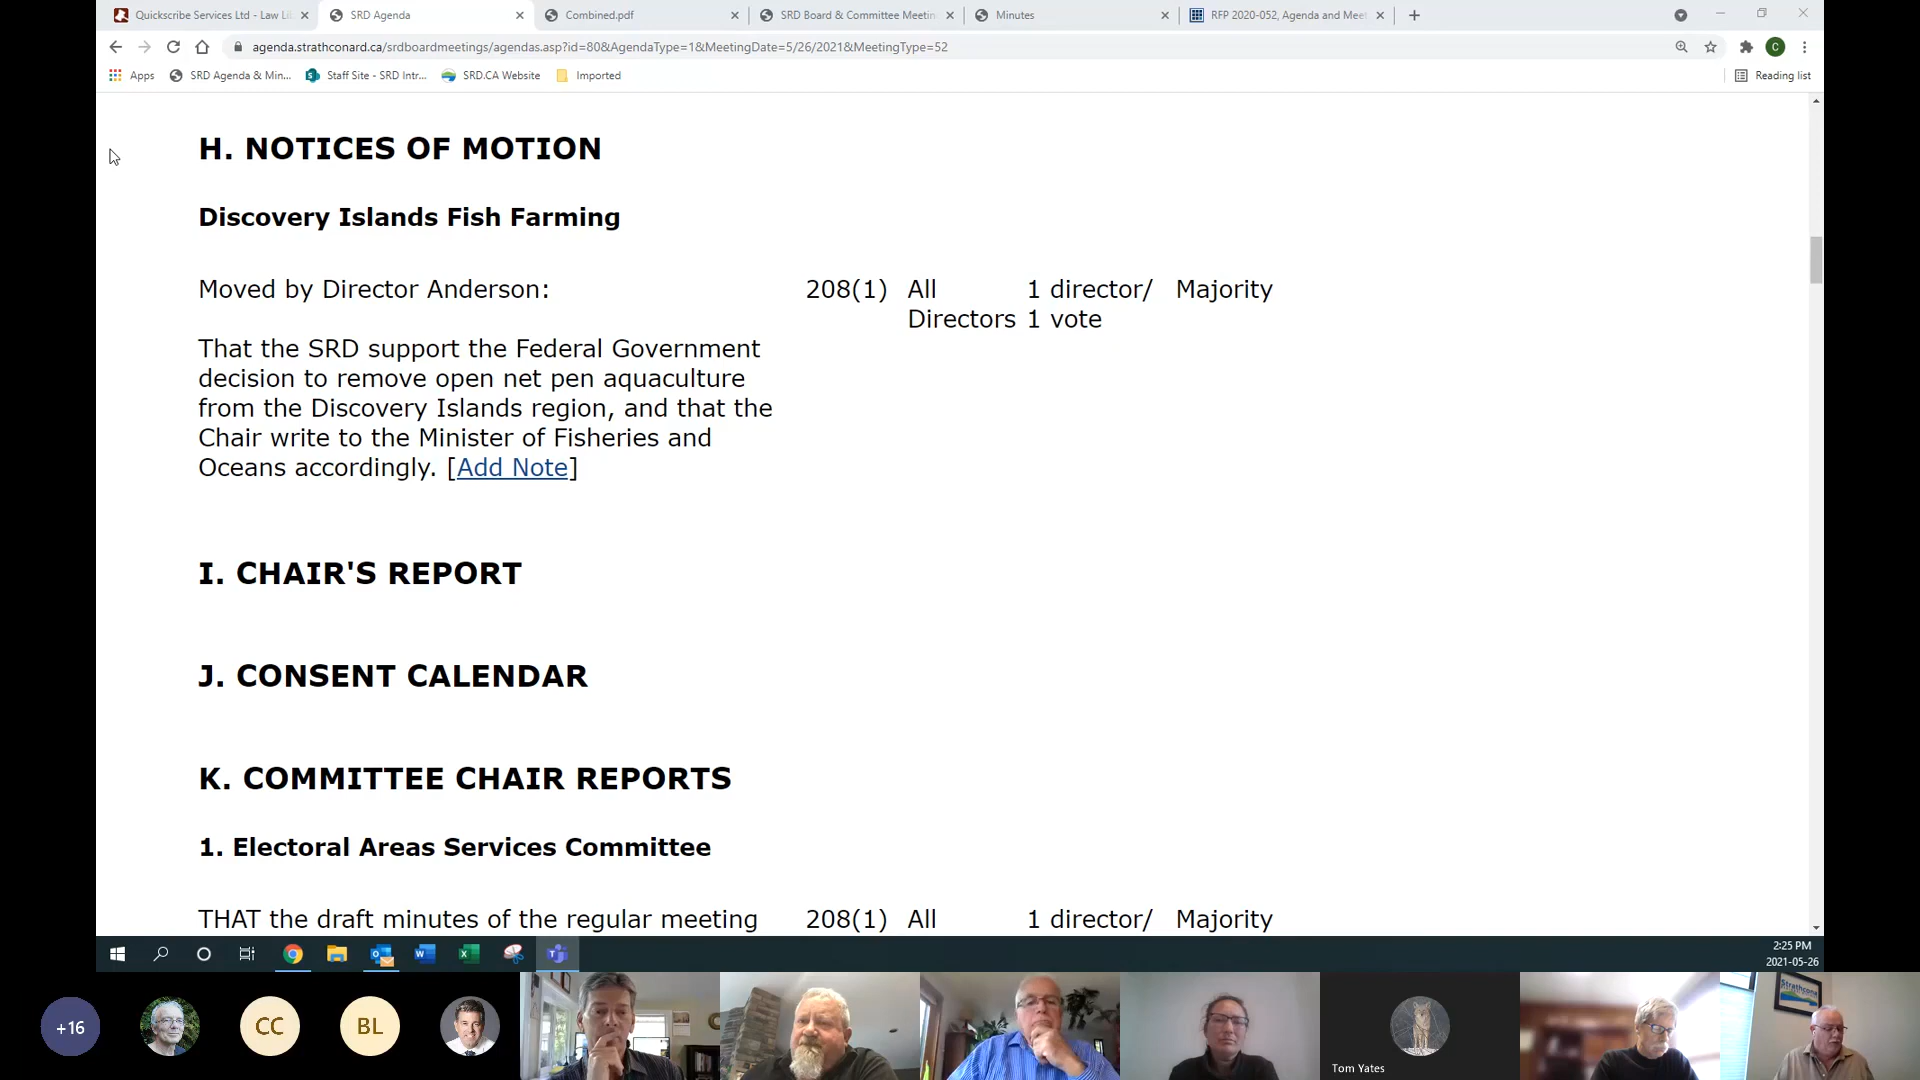 Quickscribe Services Ltd - Law Li
SRD Agenda
Combined.pdf
SRD Board & Committee Meetin
Minutes
RFP 2020-052, Agenda and Meet
agenda.strathconard.ca/srdboardmeetings/agendas.asp?id=80&AgendaType=1&MeetingDate=5/26/2021&MeetingType=52
C
Apps
SRD Agenda & Min...
Staff Site - SRD Intr...
SRD.CA Website
Imported
Reading list
H. NOTICES OF MOTION
Discovery Islands Fish Farming
Moved by Director Anderson: 208(1) All 1 director/ Majority
Directors 1 vote
That the SRD support the Federal Government
decision to remove open net pen aquaculture
from the Discovery Islands region, and that the
Chair write to the Minister of Fisheries and
Oceans accordingly. [Add Note]
I. CHAIR'S REPORT
J. CONSENT CALENDAR
K. COMMITTEE CHAIR REPORTS
1. Electoral Areas Services Committee
THAT the draft minutes of the regular meeting 208(1) All 1 director/ Majority
2:25 PM
2021-05-26
+16
CC
BL
Tom Yates
Strathcona